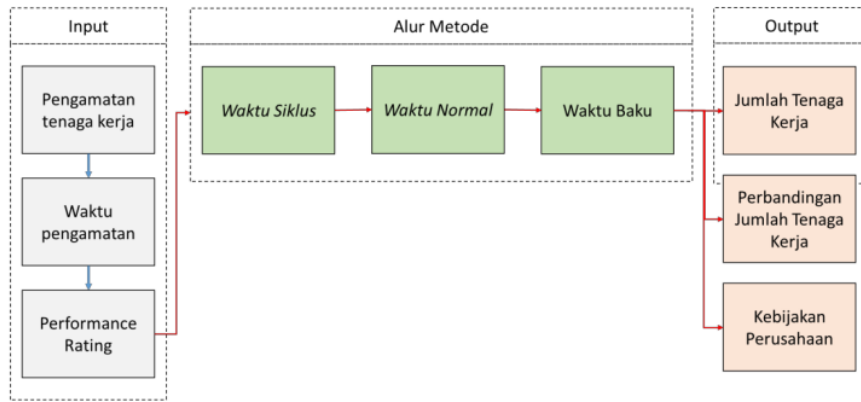 Input
Pengamatan
tenaga kerja
Waktu
pengamatan
Performance
Rating
Alur Metode
Waktu Siklus
Waktu Normal
Waktu Baku
Output
Jumlah Tenaga
Kerja
Perbandingan
Jumlah Tenaga
Kerja
Kebijakan
Perusahaan